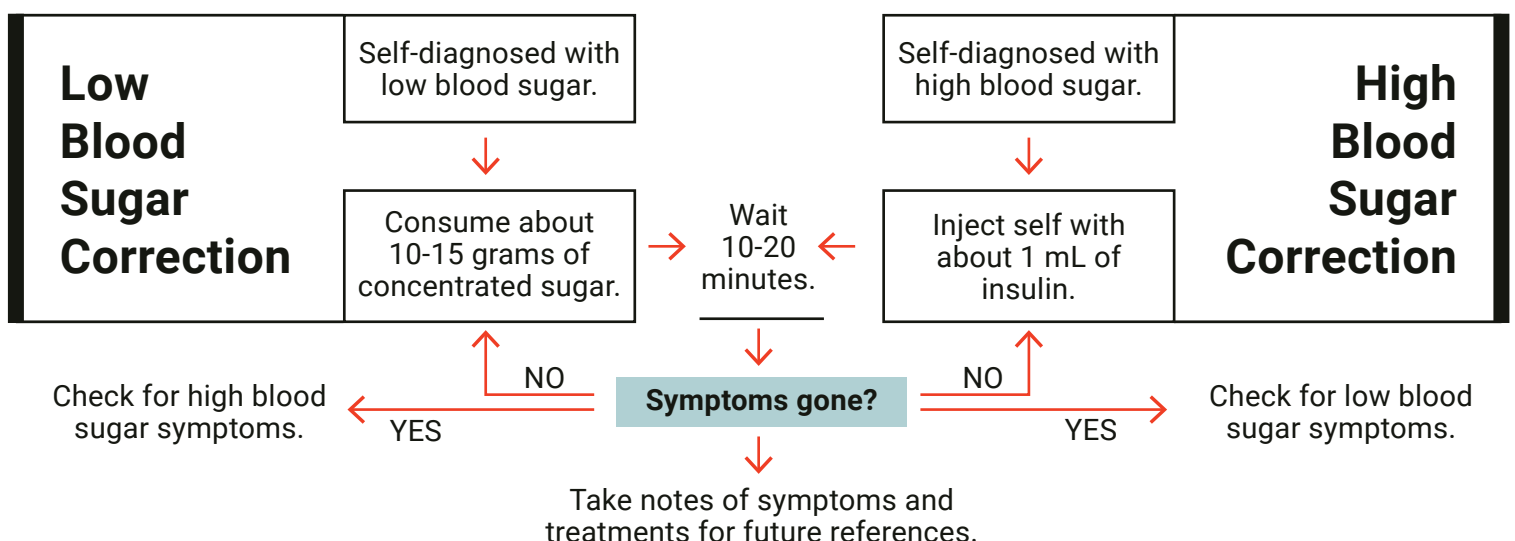 Low
Blood
Sugar
Correction
Self-diagnosed with
low blood sugar.
Consume about
10-15 grams of
concentrated sugar.
Wait
10-20
minutes.
Self-diagnosed with
high blood sugar.
Inject self with
about 1 mL of
insulin.
High
Blood
Sugar
Correction
Check for high blood
sugar symptoms.
NO
YES
Symptoms gone?
NO
YES
Check for low blood
sugar symptoms.
Take notes of symptoms and
treatments for future references.